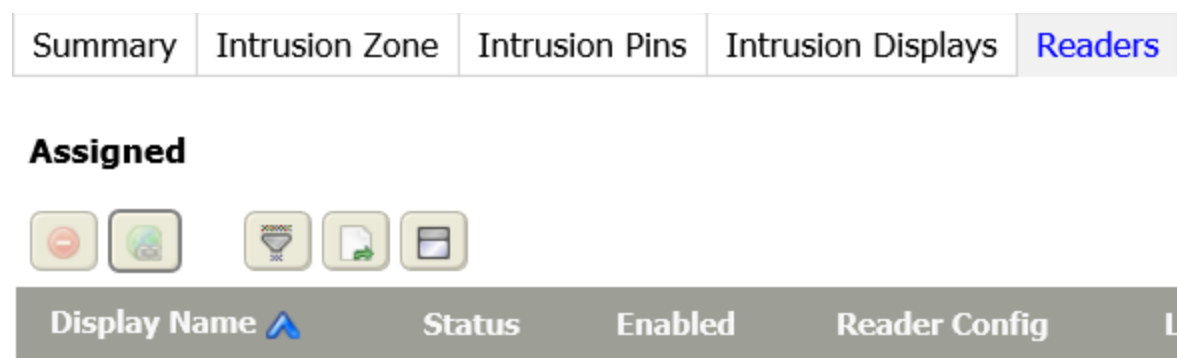 Summary Intrusion Zone Intrusion Pins Intrusion Displays Readers
Assigned
Display Name Status Enabled Reader Config